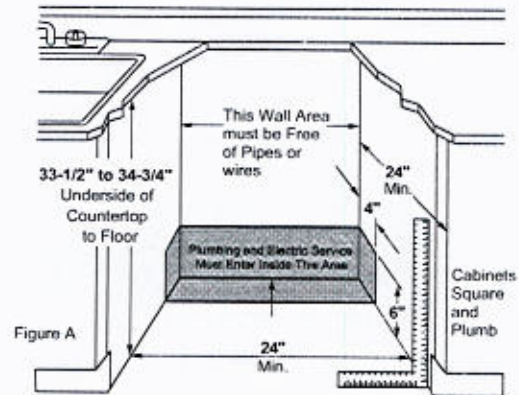 This Wall Area
must be Free
of Pipes or
wires
33-1/2" to 34-3/4"
Underside of
Countertop
to Floor
24"
Min.
4"
Plumbing and Electric Service
Must Enter Inside This Area
Cabinets
Square
and
Plumb
6"
Figure A
24"
Min.